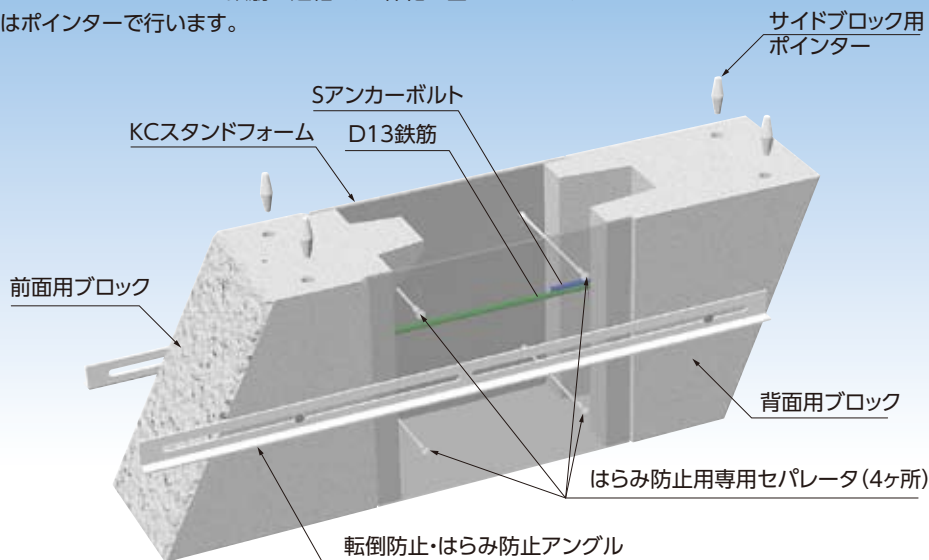 はポインターで行います。
サイドブロック用
ポインター
Sアンカーボルト
KCスタンドフォーム
D13鉄筋
前面用ブロック
背面用ブロック
はらみ防止用専用セパレータ（4ヶ所）
転倒防止・はらみ防止アングル